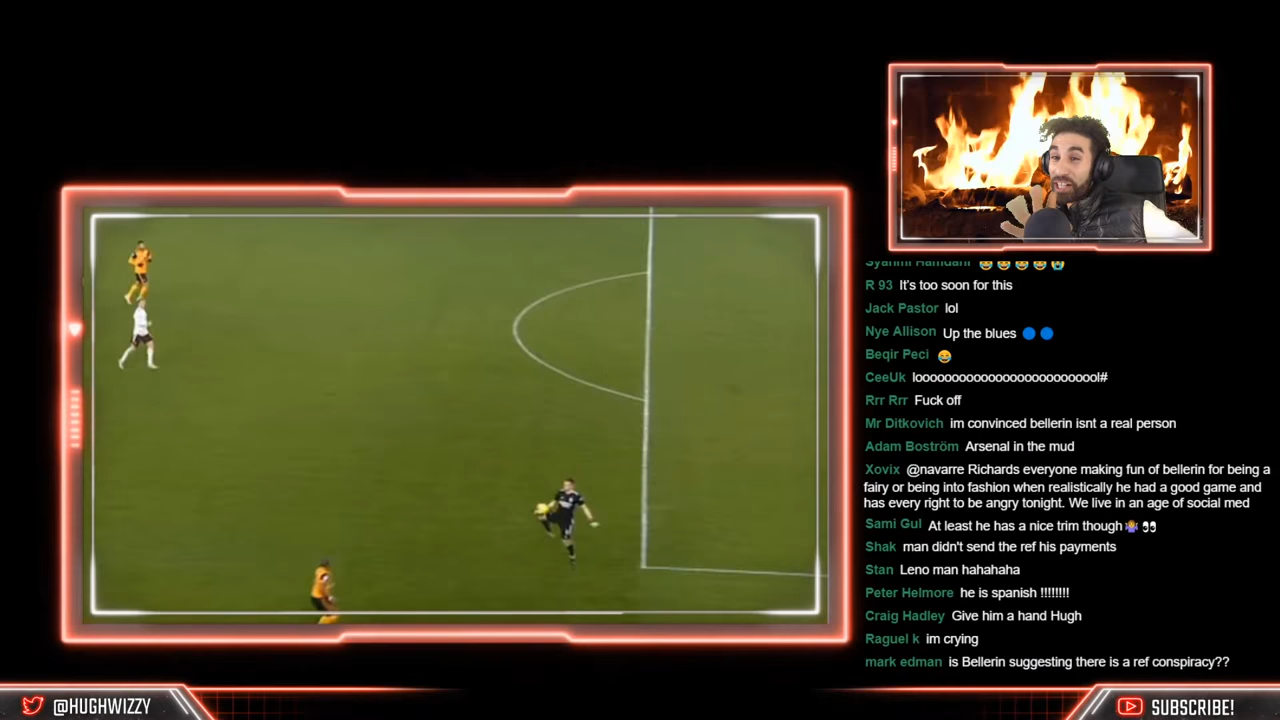 Syahmi Hamdani 😂😂😂😂😭
R 93 It's too soon for this
Jack Pastor lol
Nye Allison Up the blues 🔵🔵
Beqir Peci 😂
CeeUk looooooooooooooooooooooooool#
Rrr Rrr Fuck off
Mr Ditkovich im convinced bellerin isnt a real person
Adam Boström Arsenal in the mud
Xovix @navarre Richards everyone making fun of bellerin for being a
fairy or being into fashion when realistically he had a good game and
has every right to be angry tonight. We live in an age of social med
Sami Gul At least he has a nice trim though🤷‍♀️👀
Shak man didn't send the ref his payments
Stan Leno man hahahaha
Peter Helmore he is spanish !!!!!!!!
Craig Hadley Give him a hand Hugh
Raguel k im crying
mark edman is Bellerin suggesting there is a ref conspiracy??
@HUGHWIZZY
SUBSCRIBE!